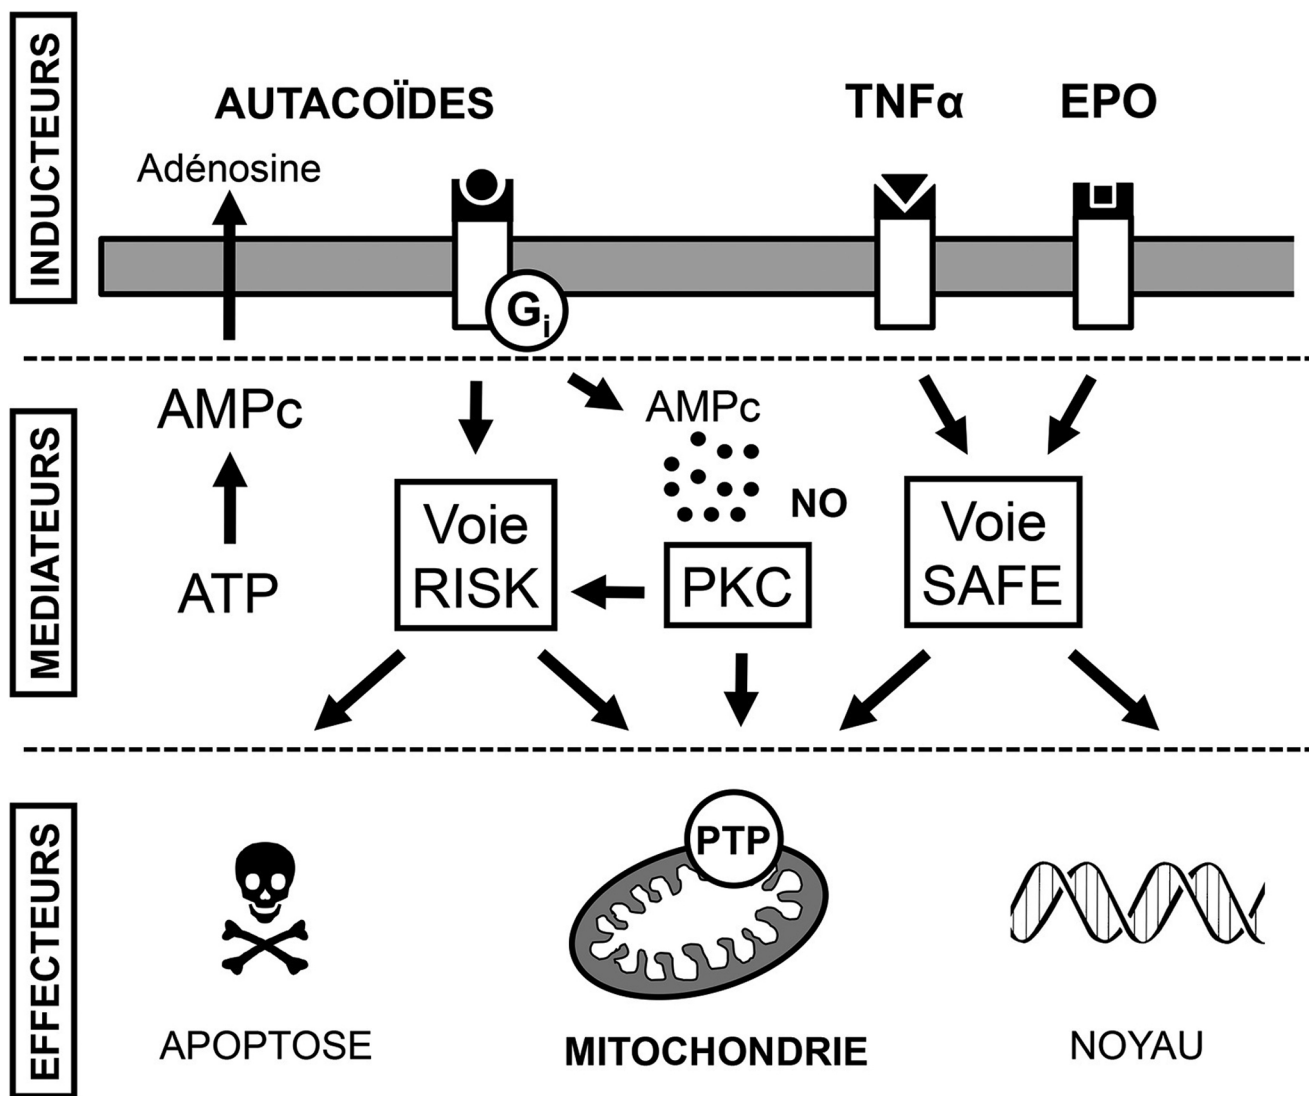 INDUCTEURS
AUTACOÏDES
TNFα
EPO
Adénosine
Gi
MEDIATEURS
AMPc
AMPc
NO
Voie
RISK
PKC
Voie
SAFE
ATP
EFFECTEURS
PTP
APOPTOSE
MITOCHONDRIE
NOYAU